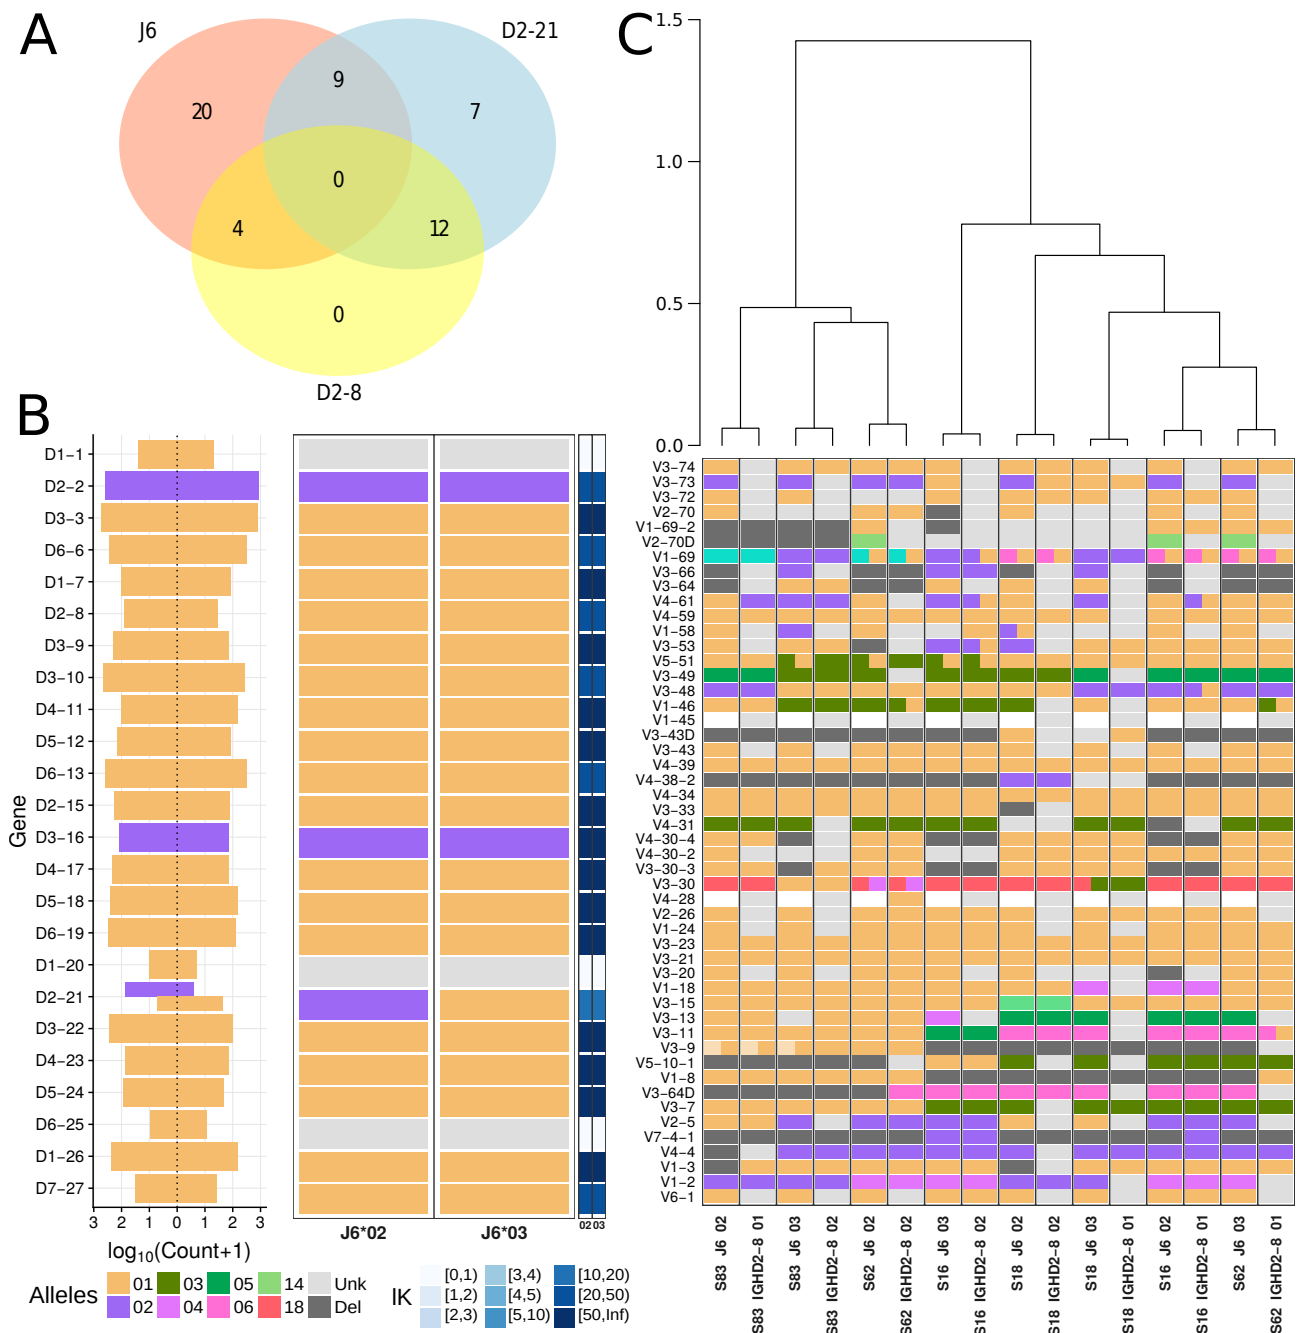 A
J6
D2-21
9
20
7
0
4
12
0
D2-8
B
Gene
D1-1
D2-2
D3-3
D6-6
D1-7
D2-8
D3-9
D3-10
D4-11
D5-12
D6-13
D2-15
D3-16
D4-17
D5-18
D6-19
D1-20
D2-21
D3-22
D4-23
D5-24
D6-25
D1-26
D7-27
3 2 1 0 1 2 3
log10(Count+1)
J6*02 J6*03
02 03
Alleles
01 03 05 14 Unk
02 04 06 18 Del
IK
[0,1) [3,4) [10,20)
[1,2) [4,5) [20,50)
[2,3) [5,10) [50,Inf)
C
1.5
1.0
0.5
0.0
V3-74
V3-73
V3-72
V2-70
V1-69-2
V2-70D
V1-69
V3-66
V3-64
V4-61
V4-59
V1-58
V3-53
V5-51
V3-49
V3-48
V1-46
V1-45
V3-43D
V3-43
V4-39
V4-38-2
V4-34
V3-33
V4-31
V4-30-4
V4-30-2
V3-30-3
V3-30
V4-28
V2-26
V1-24
V3-23
V3-21
V3-20
V1-18
V3-15
V3-13
V3-11
V3-9
V5-10-1
V1-8
V3-64D
V3-7
V2-5
V7-4-1
V4-4
V1-3
V1-2
V6-1
S83 J6 02
S83 IGHD2-8 01
S83 J6 03
S83 IGHD2-8 02
S62 J6 02
S62 IGHD2-8 02
S16 J6 03
S16 IGHD2-8 02
S18 J6 02
S18 IGHD2-8 02
S18 J6 03
S18 IGHD2-8 01
S16 J6 02
S16 IGHD2-8 01
S62 J6 03
S62 IGHD2-8 01